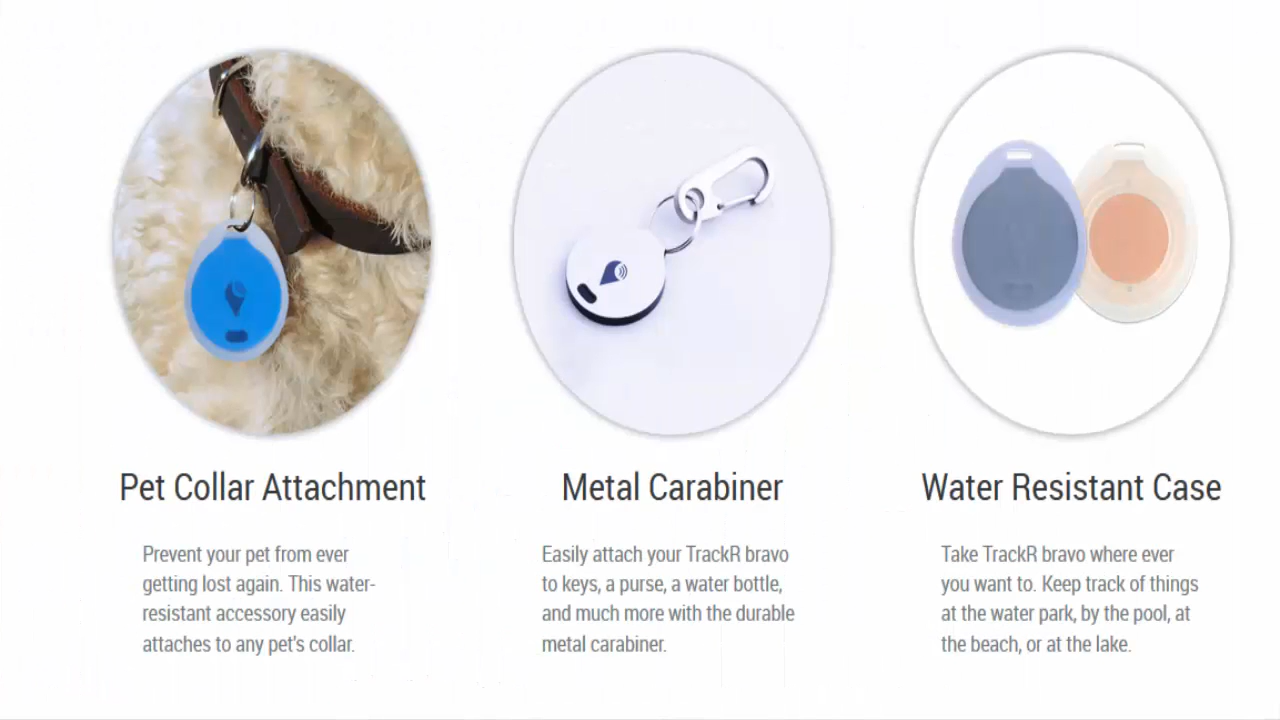 Pet Collar Attachment
Prevent your pet from ever
getting lost again. This water-
resistant accessory easily
attaches to any pet's collar.
Metal Carabiner
Easily attach your TrackR bravo
to keys, a purse, a water bottle,
and much more with the durable
metal carabiner.
Water Resistant Case
Take TrackR bravo where ever
you want to. Keep track of things
at the water park, by the pool, at
the beach, or at the lake.